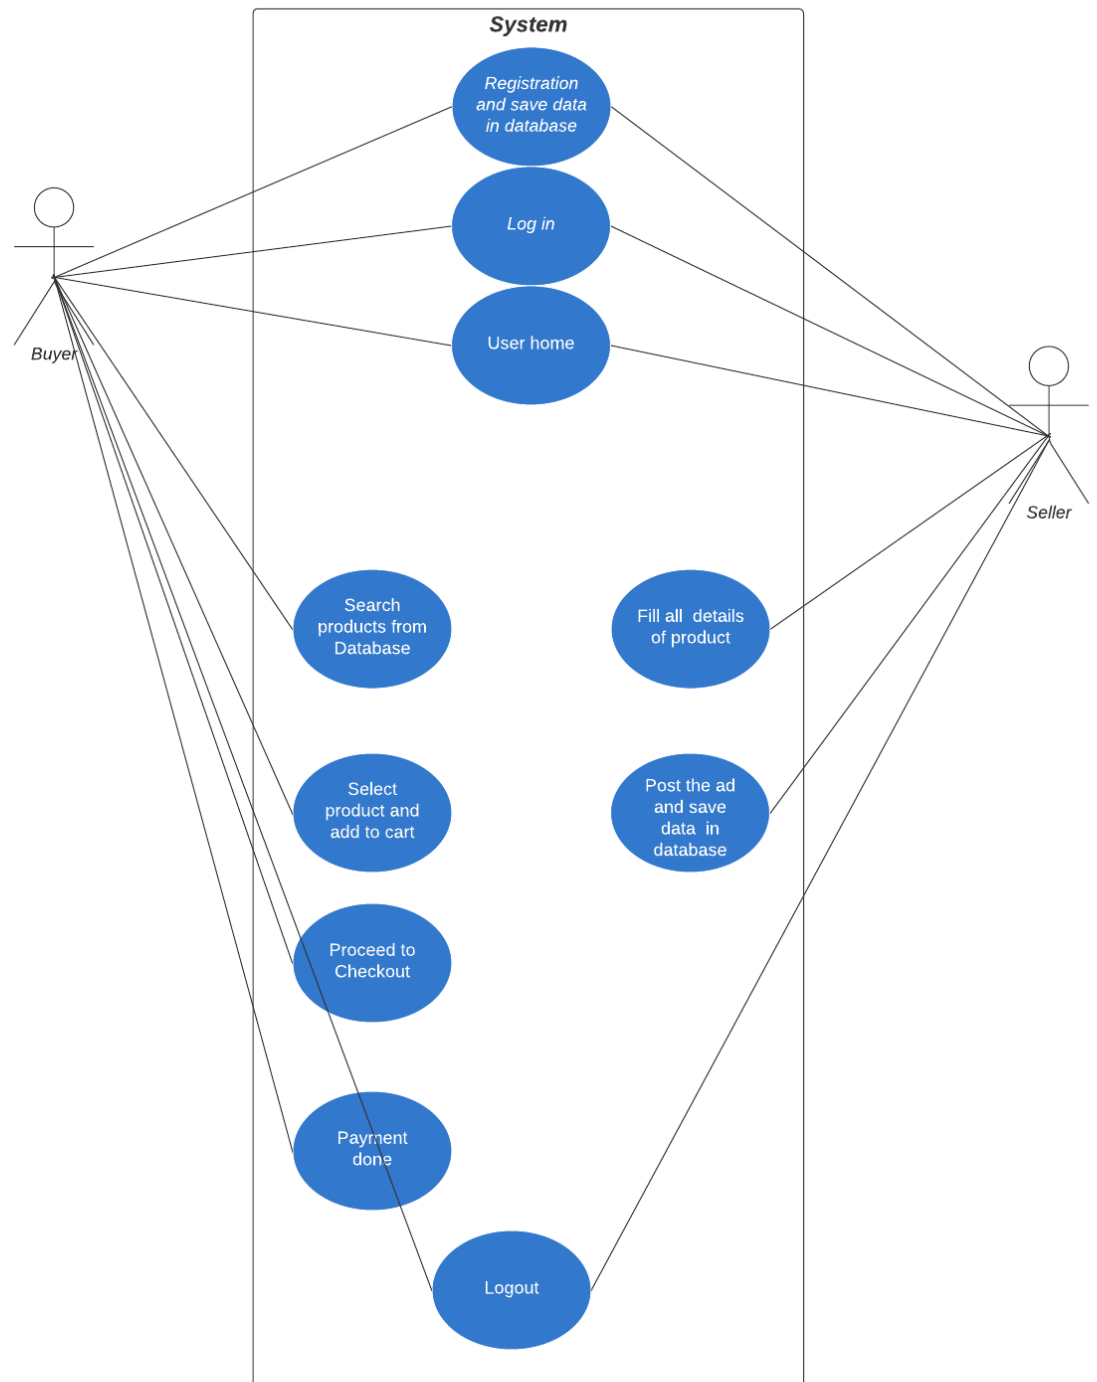 System
Registration
and save data
in database
Log in
User home
Buyer
Seller
Search
products from
Database
Fill all  details
of product
Select
product and
add to cart
Post the ad
and save
data  in
database
Proceed to
Checkout
Payment
done
Logout